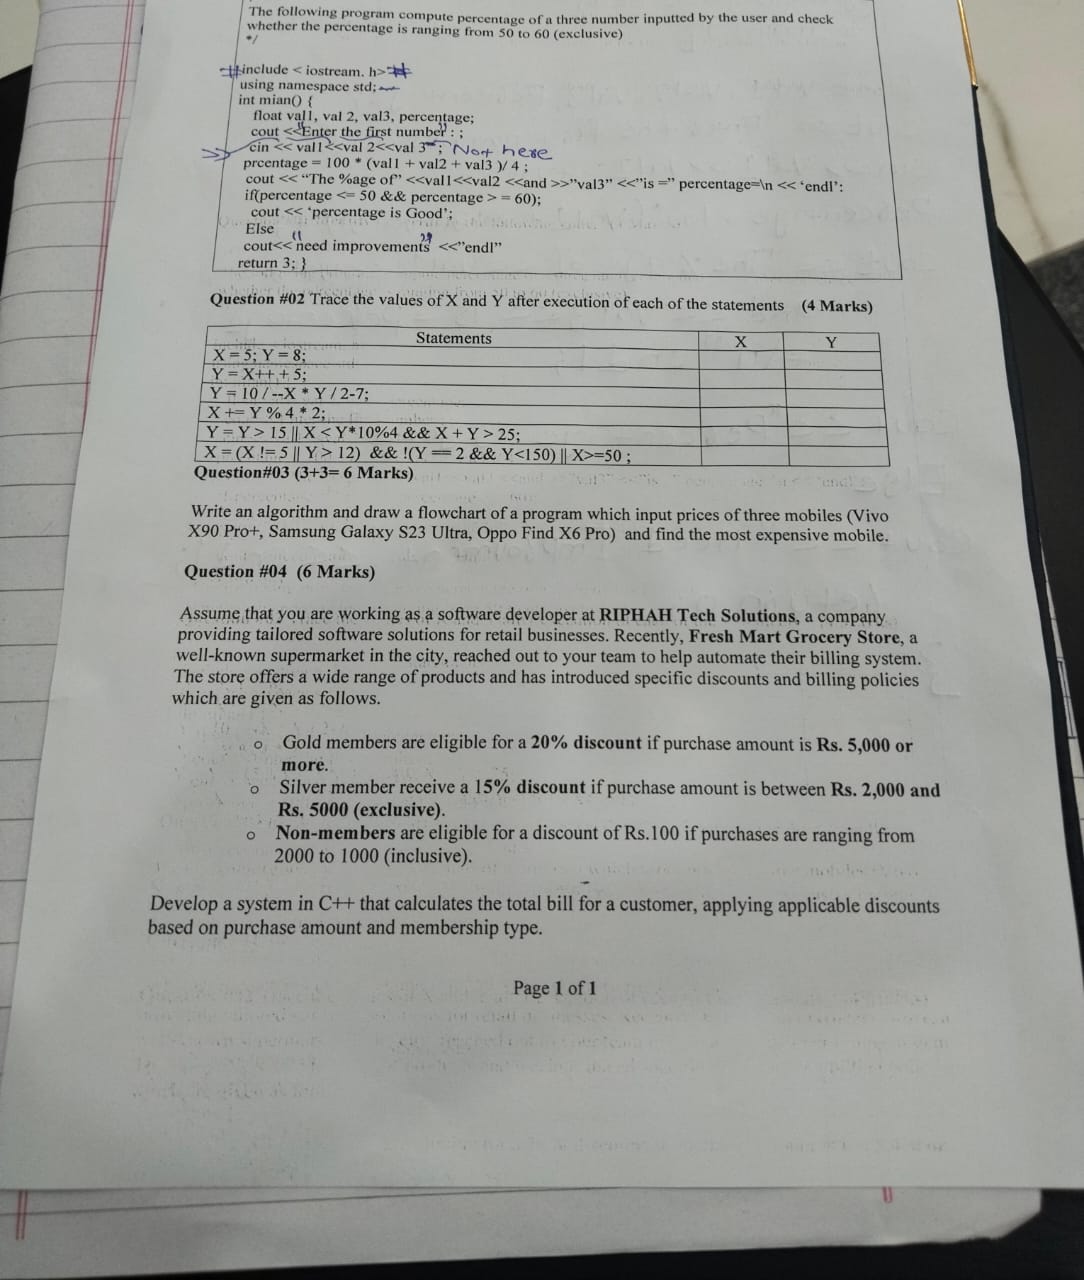 The following program compute percentage of a three number inputted by the user and check
whether the percentage is ranging from 50 to 60 (exclusive)
*/
#include < iostream. h>
using namespace std;
int mian() {
float val1, val 2, val3, percentage;
cout <<"Enter the first number" : ;
cin << val1<<val 2<<val 3 ; Not here
prcentage = 100 * (val1 + val2 + val3 )/ 4 ;
cout << “The %age of” <<val1<<val2 <<and >>”val3” <<”is =” percentage=\n << ‘endl’:
if(percentage <= 50 && percentage > = 60);
cout << ‘percentage is Good’;
Else
cout<< "need improvements" <<”endl”
return 3; }
Question #02 Trace the values of X and Y after execution of each of the statements (4 Marks)
Statements X Y
X = 5; Y = 8;
Y = X++ + 5;
Y = 10 / --X * Y / 2-7;
X += Y % 4 * 2;
Y = Y > 15 || X < Y*10%4 && X + Y > 25;
X = (X != 5 || Y > 12) && !(Y == 2 && Y<150) || X>=50 ;
Question#03 (3+3= 6 Marks)
Write an algorithm and draw a flowchart of a program which input prices of three mobiles (Vivo
X90 Pro+, Samsung Galaxy S23 Ultra, Oppo Find X6 Pro) and find the most expensive mobile.
Question #04 (6 Marks)
Assume that you are working as a software developer at RIPHAH Tech Solutions, a company
providing tailored software solutions for retail businesses. Recently, Fresh Mart Grocery Store, a
well-known supermarket in the city, reached out to your team to help automate their billing system.
The store offers a wide range of products and has introduced specific discounts and billing policies
which are given as follows.
o Gold members are eligible for a 20% discount if purchase amount is Rs. 5,000 or
more.
o Silver member receive a 15% discount if purchase amount is between Rs. 2,000 and
Rs. 5000 (exclusive).
o Non-members are eligible for a discount of Rs.100 if purchases are ranging from
2000 to 1000 (inclusive).
Develop a system in C++ that calculates the total bill for a customer, applying applicable discounts
based on purchase amount and membership type.
Page 1 of 1